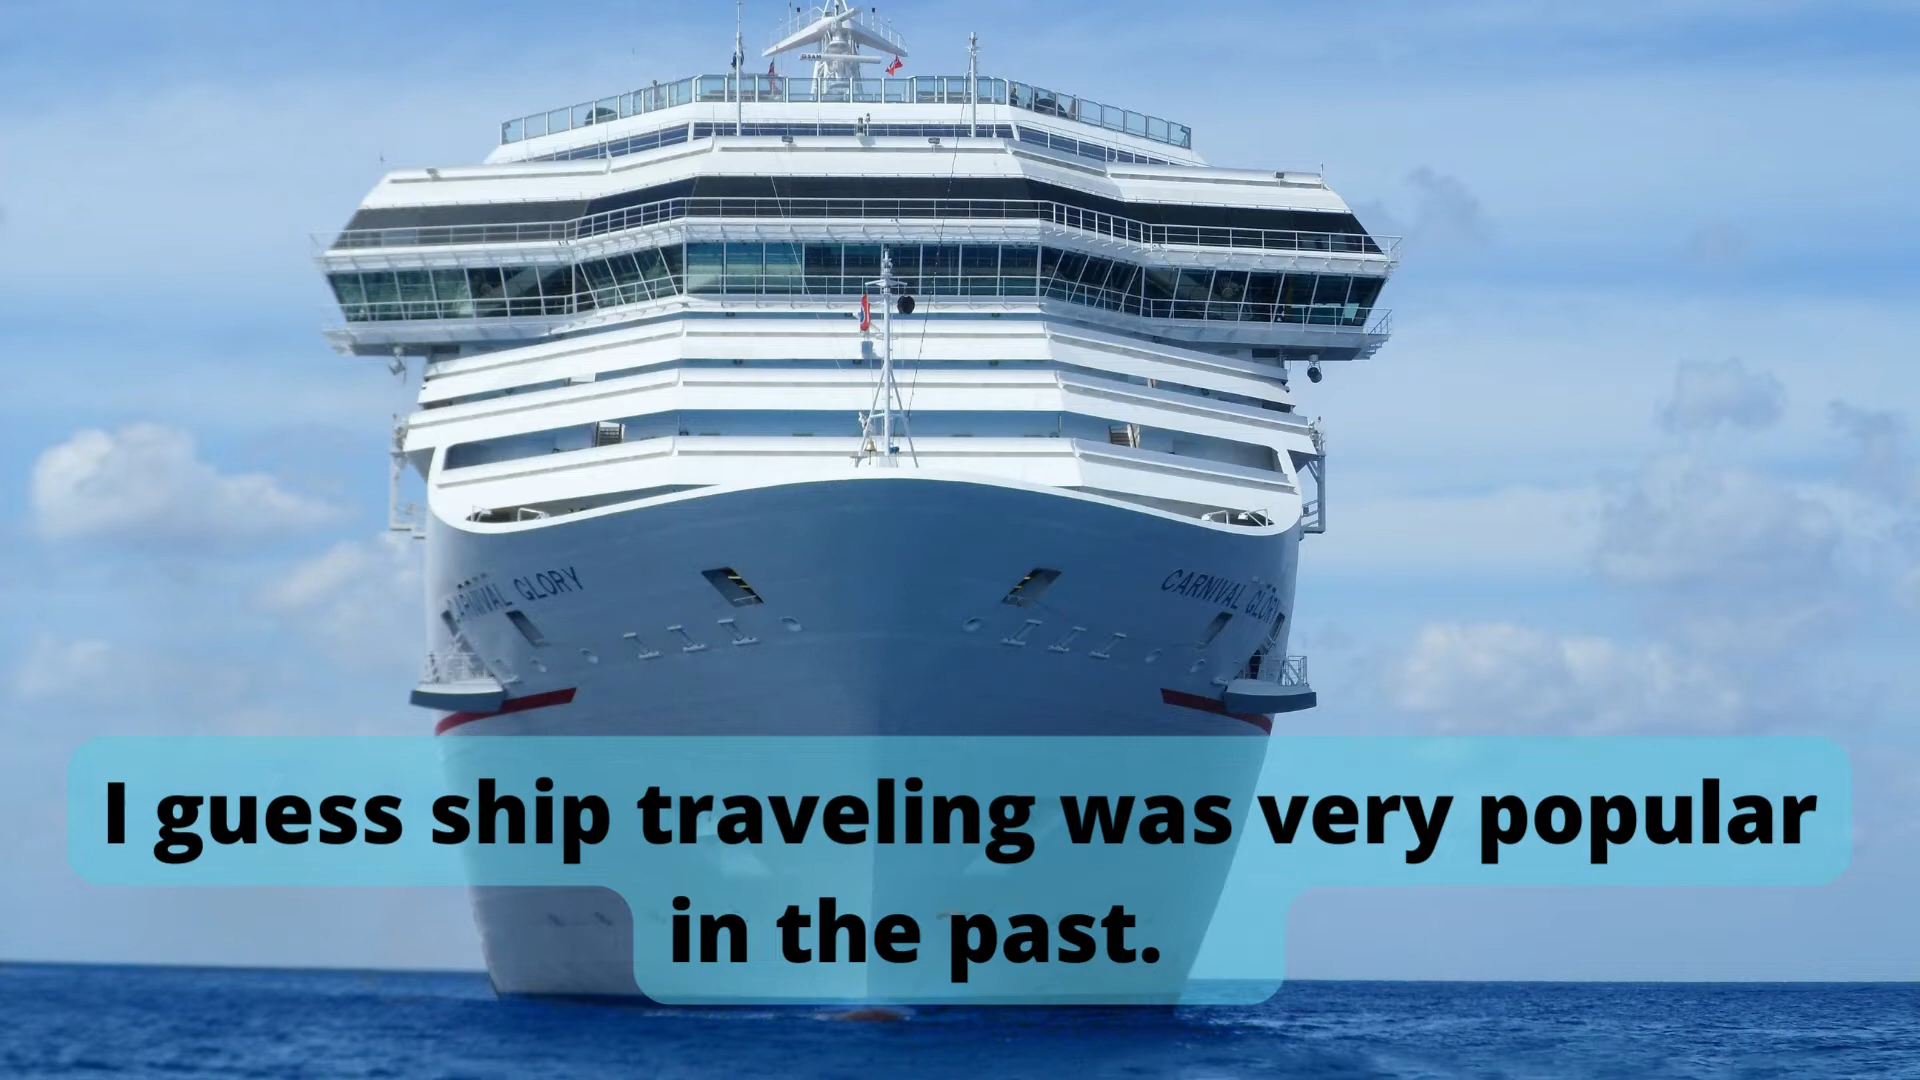 CARNIVAL GLORY
CARNIVAL GLORY
I guess ship traveling was very popular
in the past.